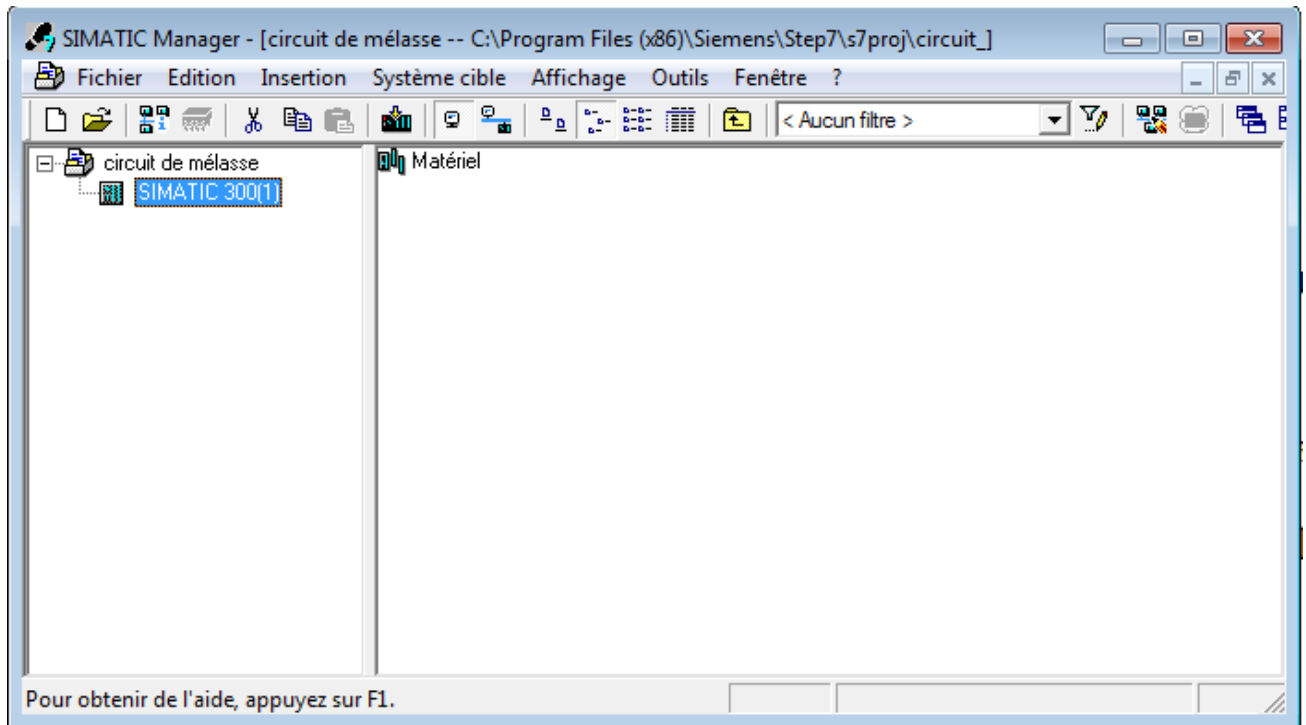 SIMATIC Manager - [circuit de mélasse -- C:\Program Files (x86)\Siemens\Step7\s7proj\circuit_]
Fichier Edition Insertion Système cible Affichage Outils Fenêtre ?
< Aucun filtre >
circuit de mélasse
SIMATIC 300(1)
Matériel
Pour obtenir de l'aide, appuyez sur F1.